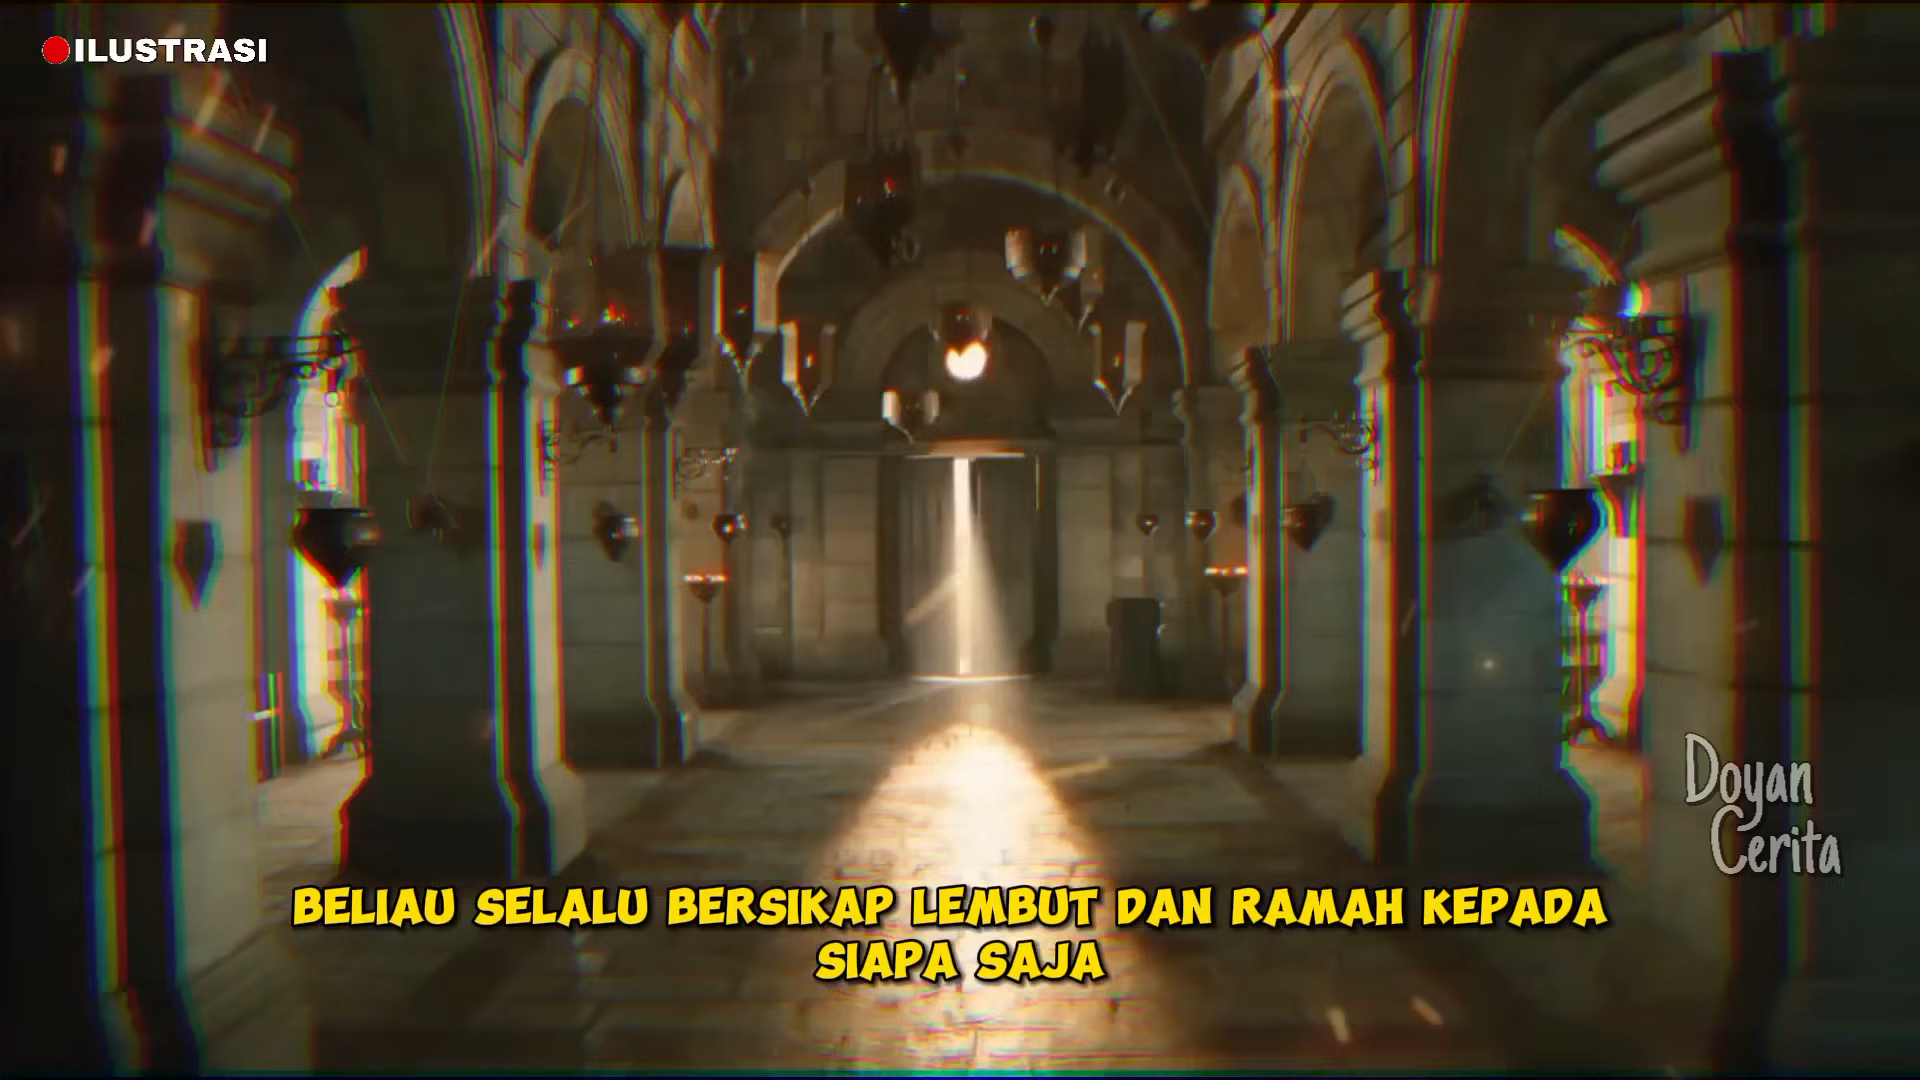 ILUSTRASI
Doyan
Cerita
BELIAU SELALU BERSIKAP LEMBUT DAN RAMAH KEPADA
SIAPA SAJA